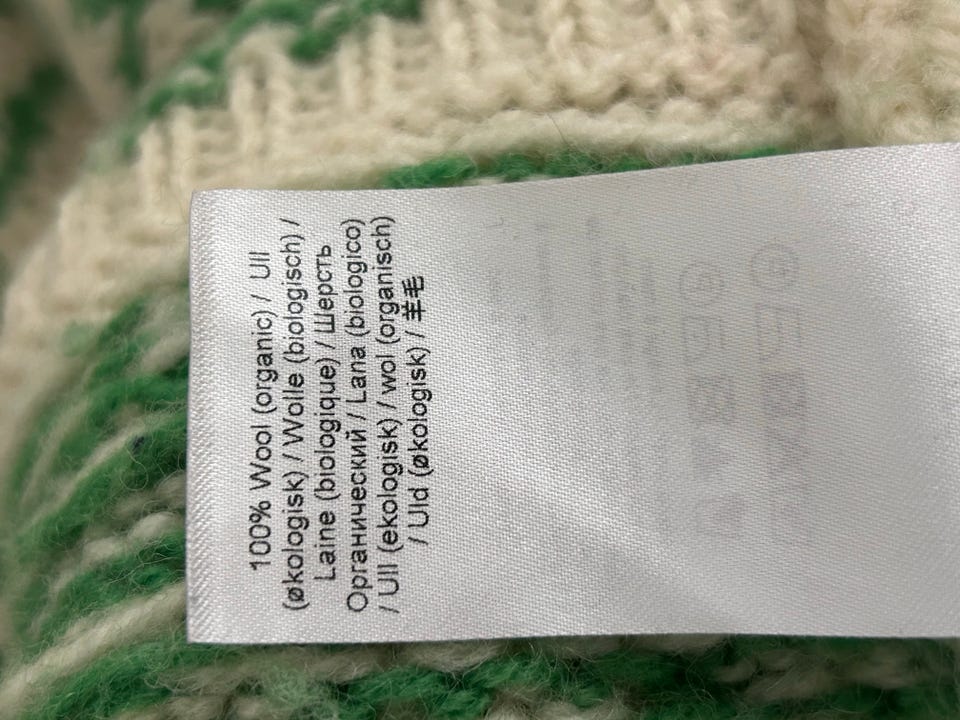 100% Wool (organic) / Ull
(økologisk) / Wolle (biologisch) /
Laine (biologique) / Шерсть
Органический / Lana (biologico)
/ Ull (ekologisk) / wol (organisch)
/ Uld (økologisk) / 羊毛